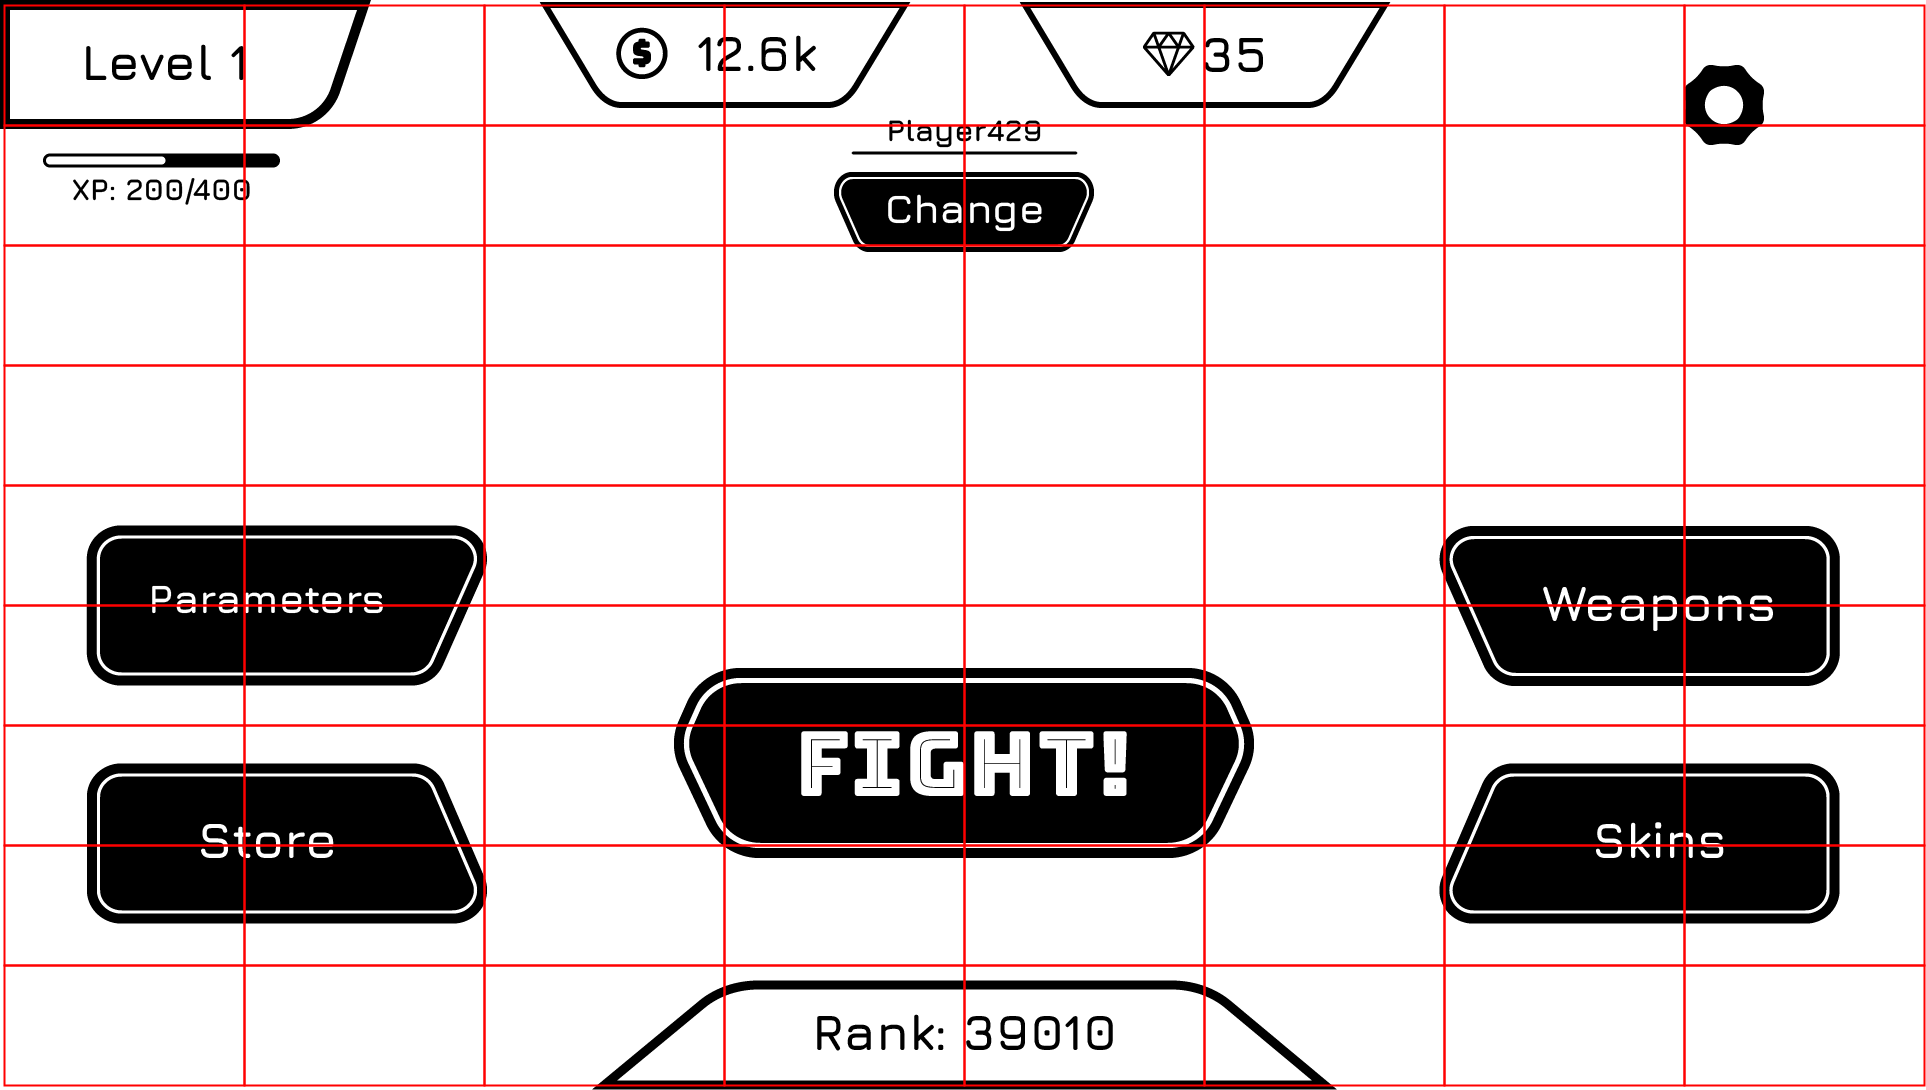 Level 1
$ 12.6k
35
Player429
XP: 200/400
Change
Parameters
Weapons
FIGHT!
Store
Skins
Rank: 39010